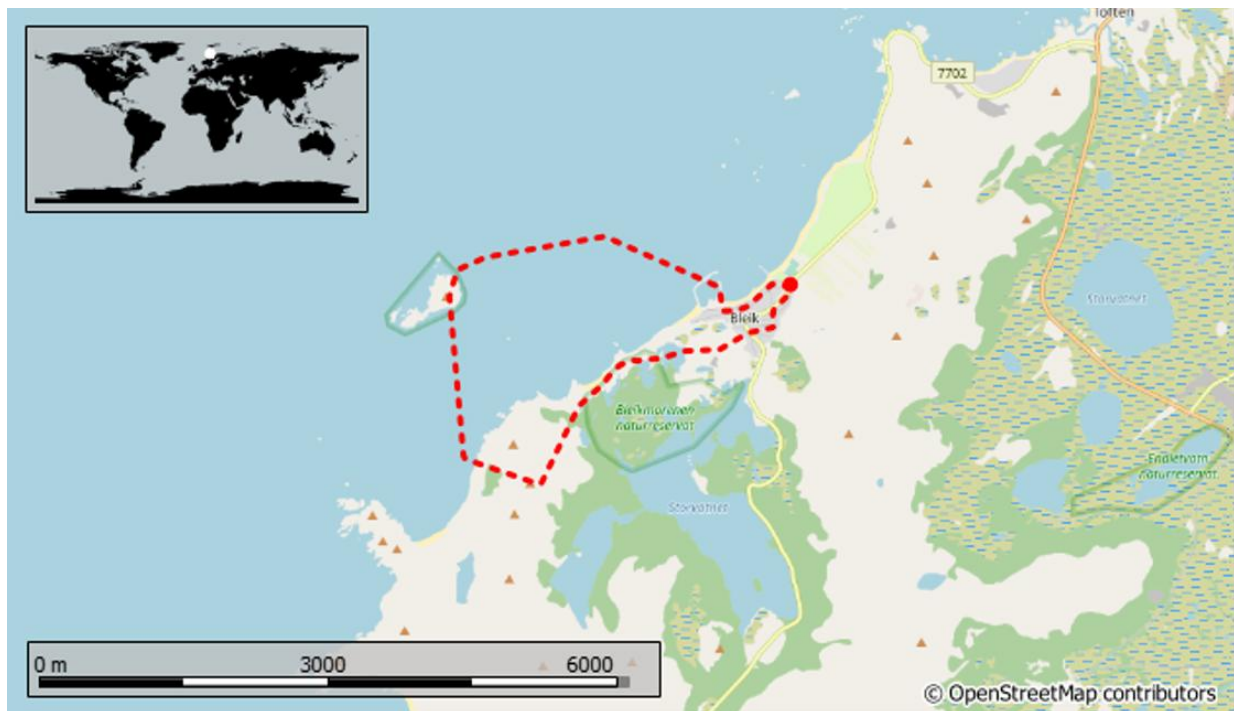 Toften
7702
Storvatnet
Bleik
Bleikmorenen
naturreservat
Endletvatn
naturreservat
Storvatnet
0 m 3000 6000
© OpenStreetMap contributors